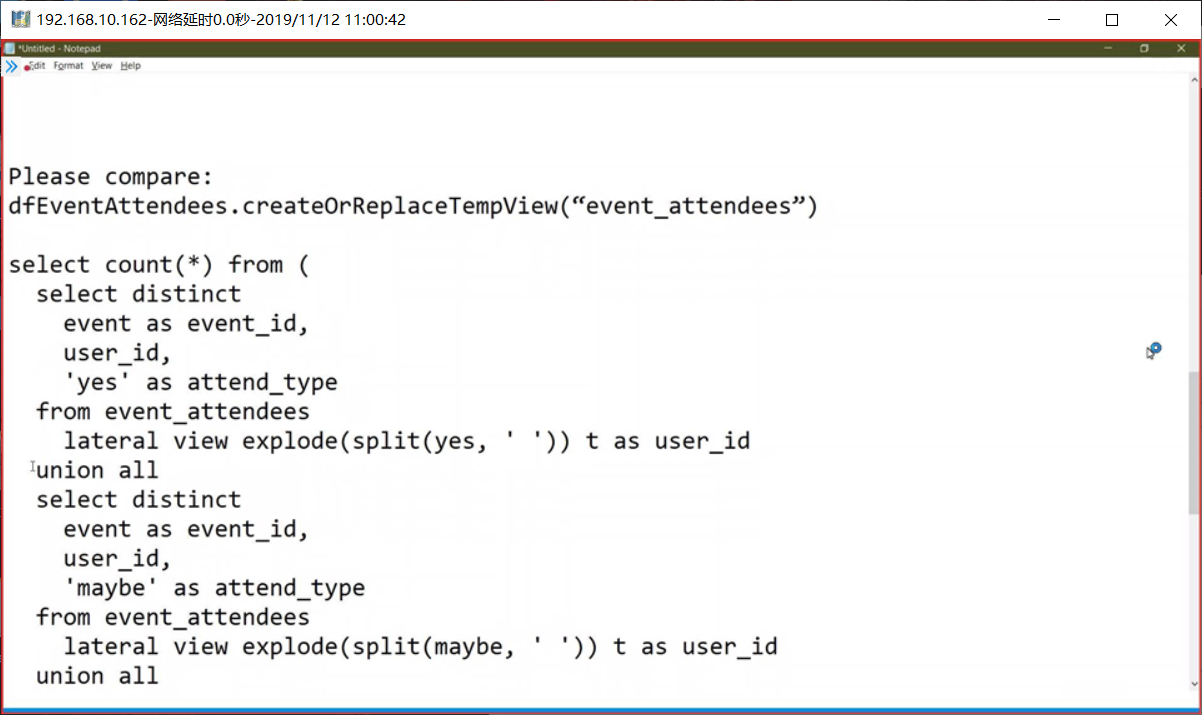 192.168.10.162-网络延时0.0秒-2019/11/12 11:00:42
*Untitled - Notepad
Edit Format View Help
Please compare:
dfEventAttendees.createOrReplaceTempView(“event_attendees”)
select count(*) from (
select distinct
event as event_id,
user_id,
'yes' as attend_type
from event_attendees
lateral view explode(split(yes, ' ')) t as user_id
union all
select distinct
event as event_id,
user_id,
'maybe' as attend_type
from event_attendees
lateral view explode(split(maybe, ' ')) t as user_id
union all